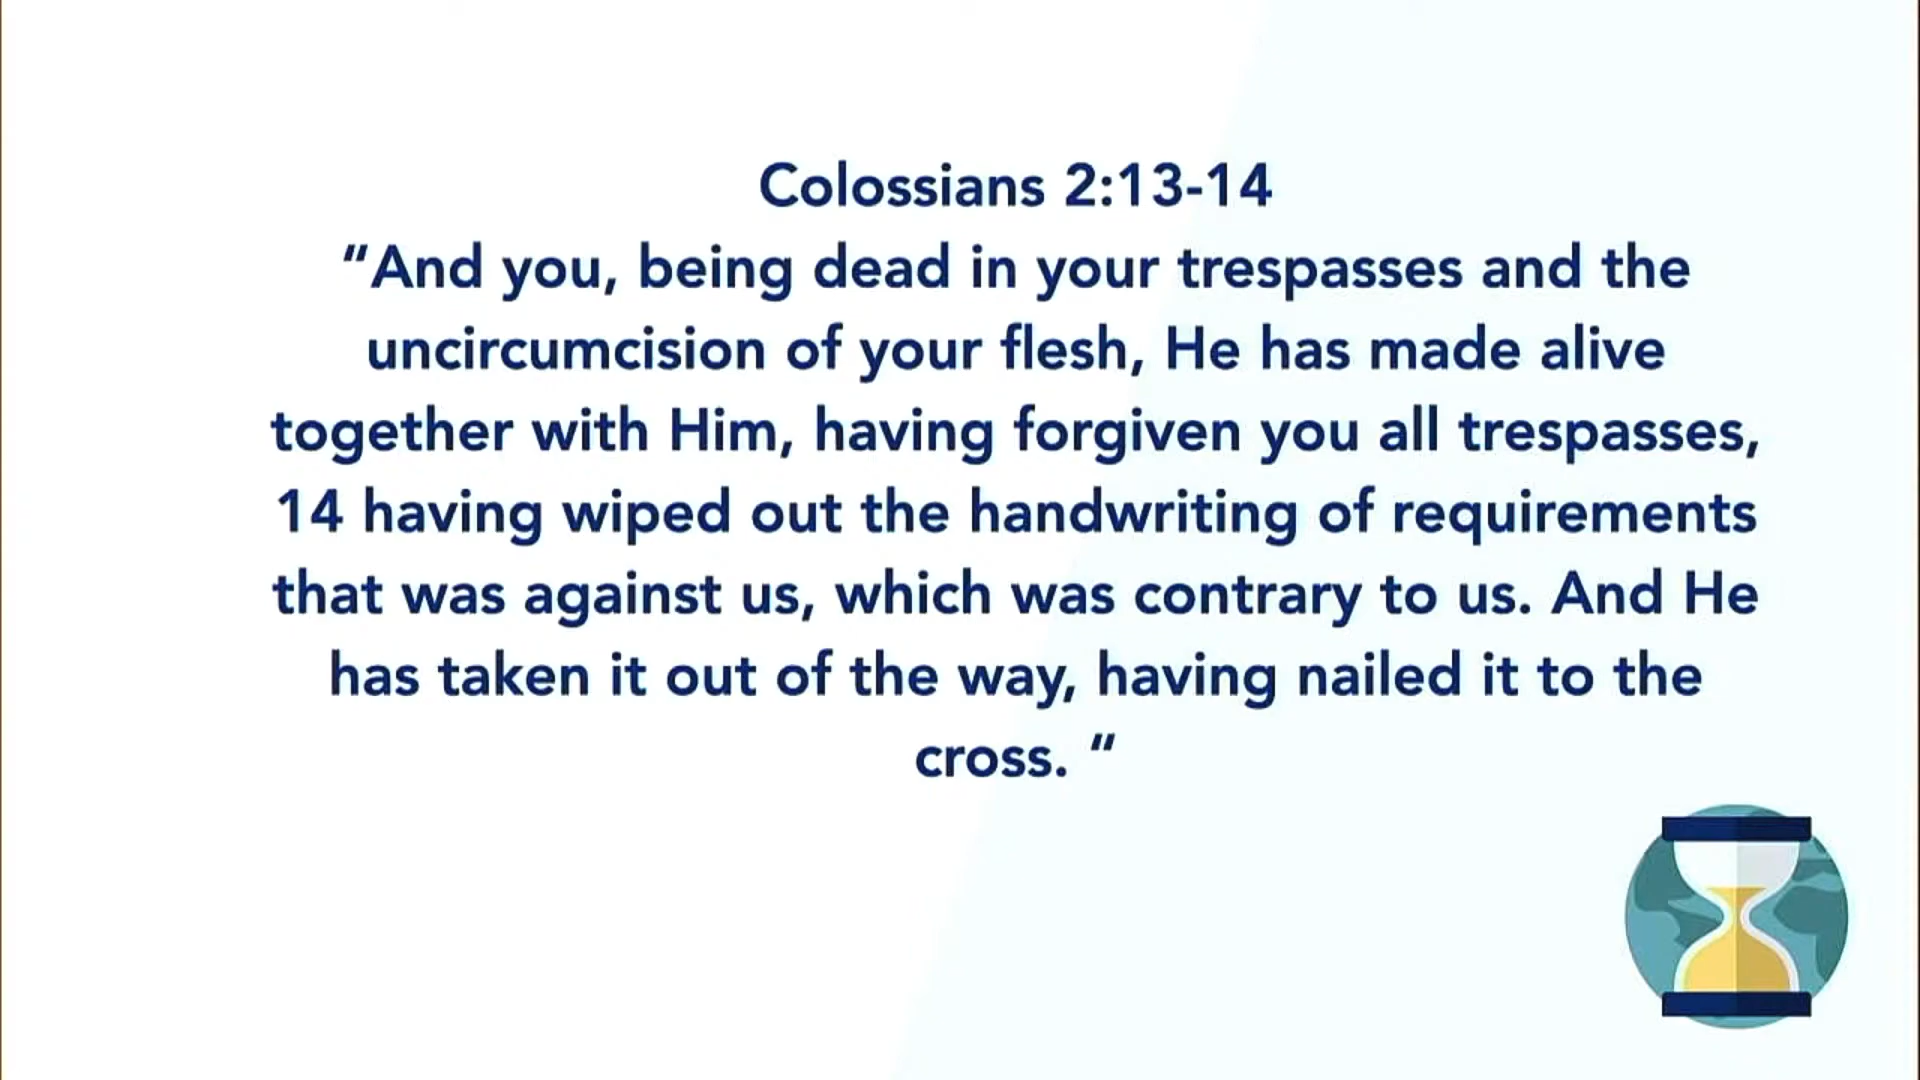 Colossians 2:13-14
“And you, being dead in your trespasses and the
uncircumcision of your flesh, He has made alive
together with Him, having forgiven you all trespasses,
14 having wiped out the handwriting of requirements
that was against us, which was contrary to us. And He
has taken it out of the way, having nailed it to the
cross. “